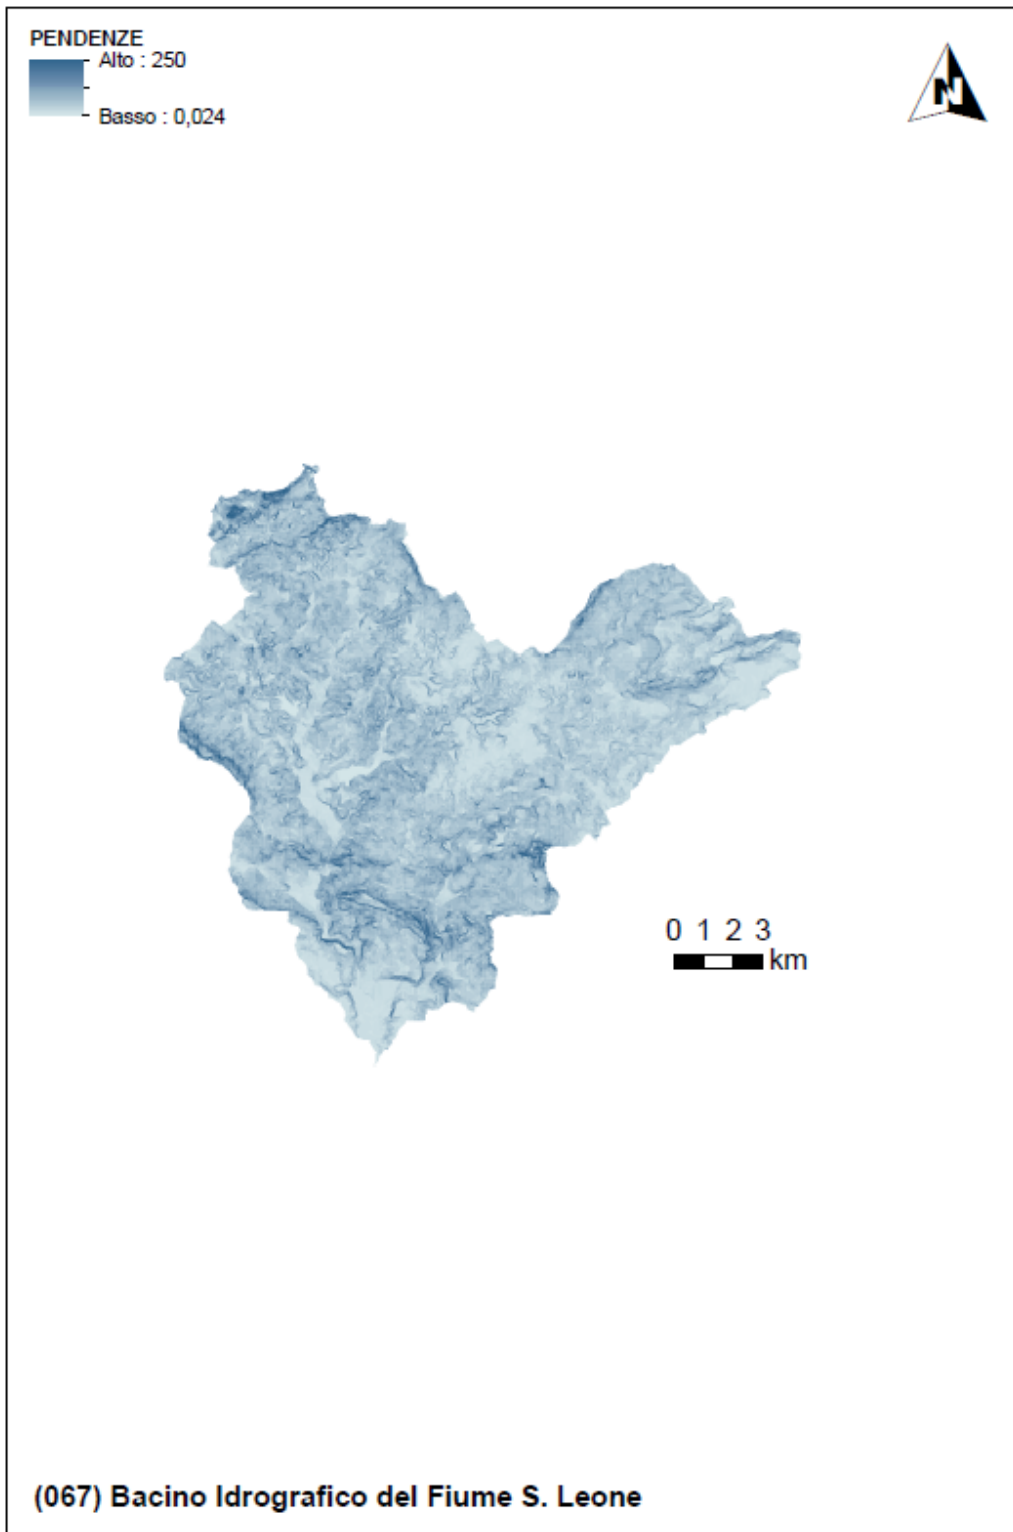 PENDENZE
Alto : 250
Basso : 0,024
N
0 1 2 3
km
(067) Bacino Idrografico del Fiume S. Leone